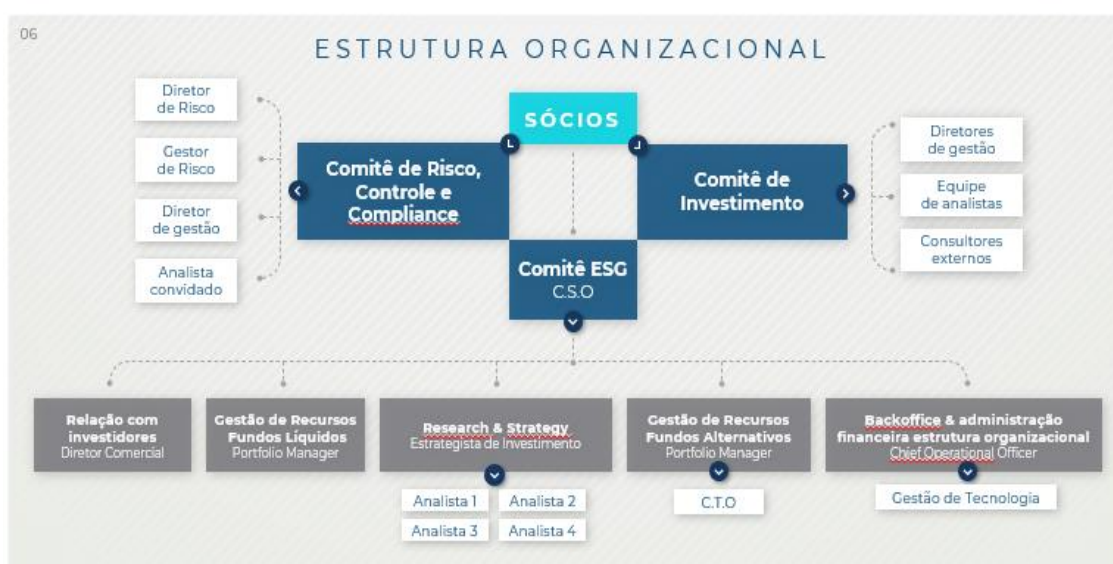 06
ESTRUTURA ORGANIZACIONAL
SÓCIOS
Diretor
de Risco
Gestor
de Risco
Diretor
de gestão
Analista
convidado
Comitê de Risco,
Controle e
Compliance
Comitê de
Investimento
Diretores
de gestão
Equipe
de analistas
Consultores
externos
Comitê ESG
C.S.O
Relação com
investidores
Diretor Comercial
Gestão de Recursos
Fundos Líquidos
Portfolio Manager
Research & Strategy
Estrategista de Investimento
Analista 1
Analista 2
Analista 3
Analista 4
Gestão de Recursos
Fundos Alternativos
Portfolio Manager
C.T.O
Backoffice & administração
financeira estrutura organizacional
Chief Operational Officer
Gestão de Tecnologia